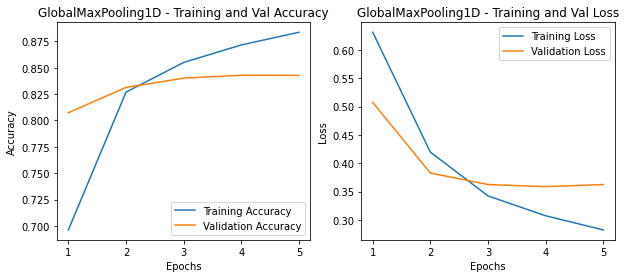 GlobalMaxPooling1D - Training and Val Accuracy
0.875
0.850
0.825
0.800
0.775
0.750
0.725
0.700
Accuracy
Training Accuracy
Validation Accuracy
1 2 3 4 5
Epochs
GlobalMaxPooling1D - Training and Val Loss
Training Loss
Validation Loss
0.60
0.55
0.50
0.45
0.40
0.35
0.30
Loss
1 2 3 4 5
Epochs